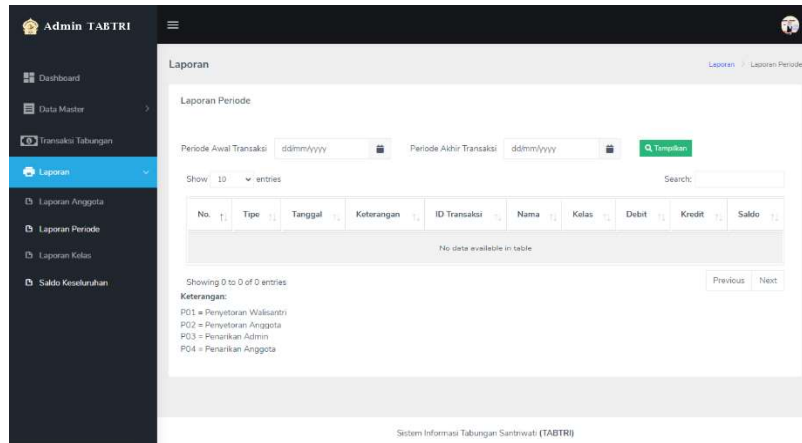 Admin TABTRI
Dashboard
Data Master
Transaksi Tabungan
Laporan
Laporan Anggota
Laporan Periode
Laporan Kelas
Saldo Keseluruhan
Laporan
Laporan Laporan Periode
Laporan Periode
Periode Awal Transaksi dd/mm/yyyy Periode Akhir Transaksi dd/mm/yyyy Tampilkan
Show 10 entries Search:
No. Tipe Tanggal Keterangan ID Transaksi Nama Kelas Debit Kredit Saldo
No data available in table
Showing 0 to 0 of 0 entries Previous Next
Keterangan:
P01 = Penyetoran Walisantri
P02 = Penyetoran Anggota
P03 = Penarikan Admin
P04 = Penarikan Anggota
Sistem Informasi Tabungan Santriwati (TABTRI)